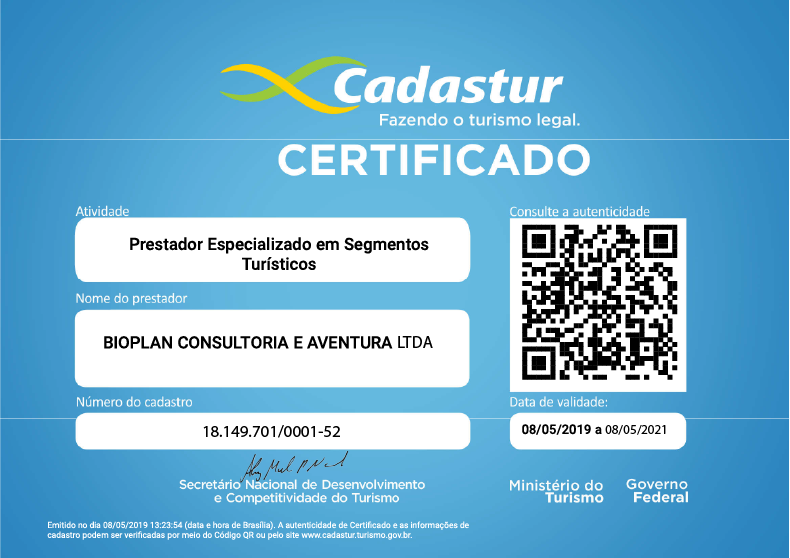 Cadastur
Fazendo o turismo legal.
CERTIFICADO
Atividade
Prestador Especializado em Segmentos
Turísticos
Nome do prestador
BIOPLAN CONSULTORIA E AVENTURA LTDA
Número do cadastro
18.149.701/0001-52
Consulte a autenticidade
Data de validade:
08/05/2019 a 08/05/2021
Secretário Nacional de Desenvolvimento
e Competitividade do Turismo
Ministério do
Turismo
Governo
Federal
Emitido no dia 08/05/2019 13:23:54 (data e hora de Brasília). A autenticidade de Certificado e as informações de
cadastro podem ser verificadas por meio do Código QR ou pelo site www.cadastur.turismo.gov.br.